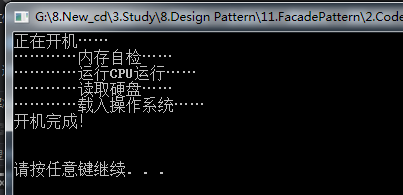 G:\8.New_cd\3.Study\8.Design Pattern\11.FacadePattern\2.Code
正在开机……
…………内存自检……
…………运行CPU运行……
…………读取硬盘……
…………载入操作系统……
开机完成!
请按任意键继续. . .